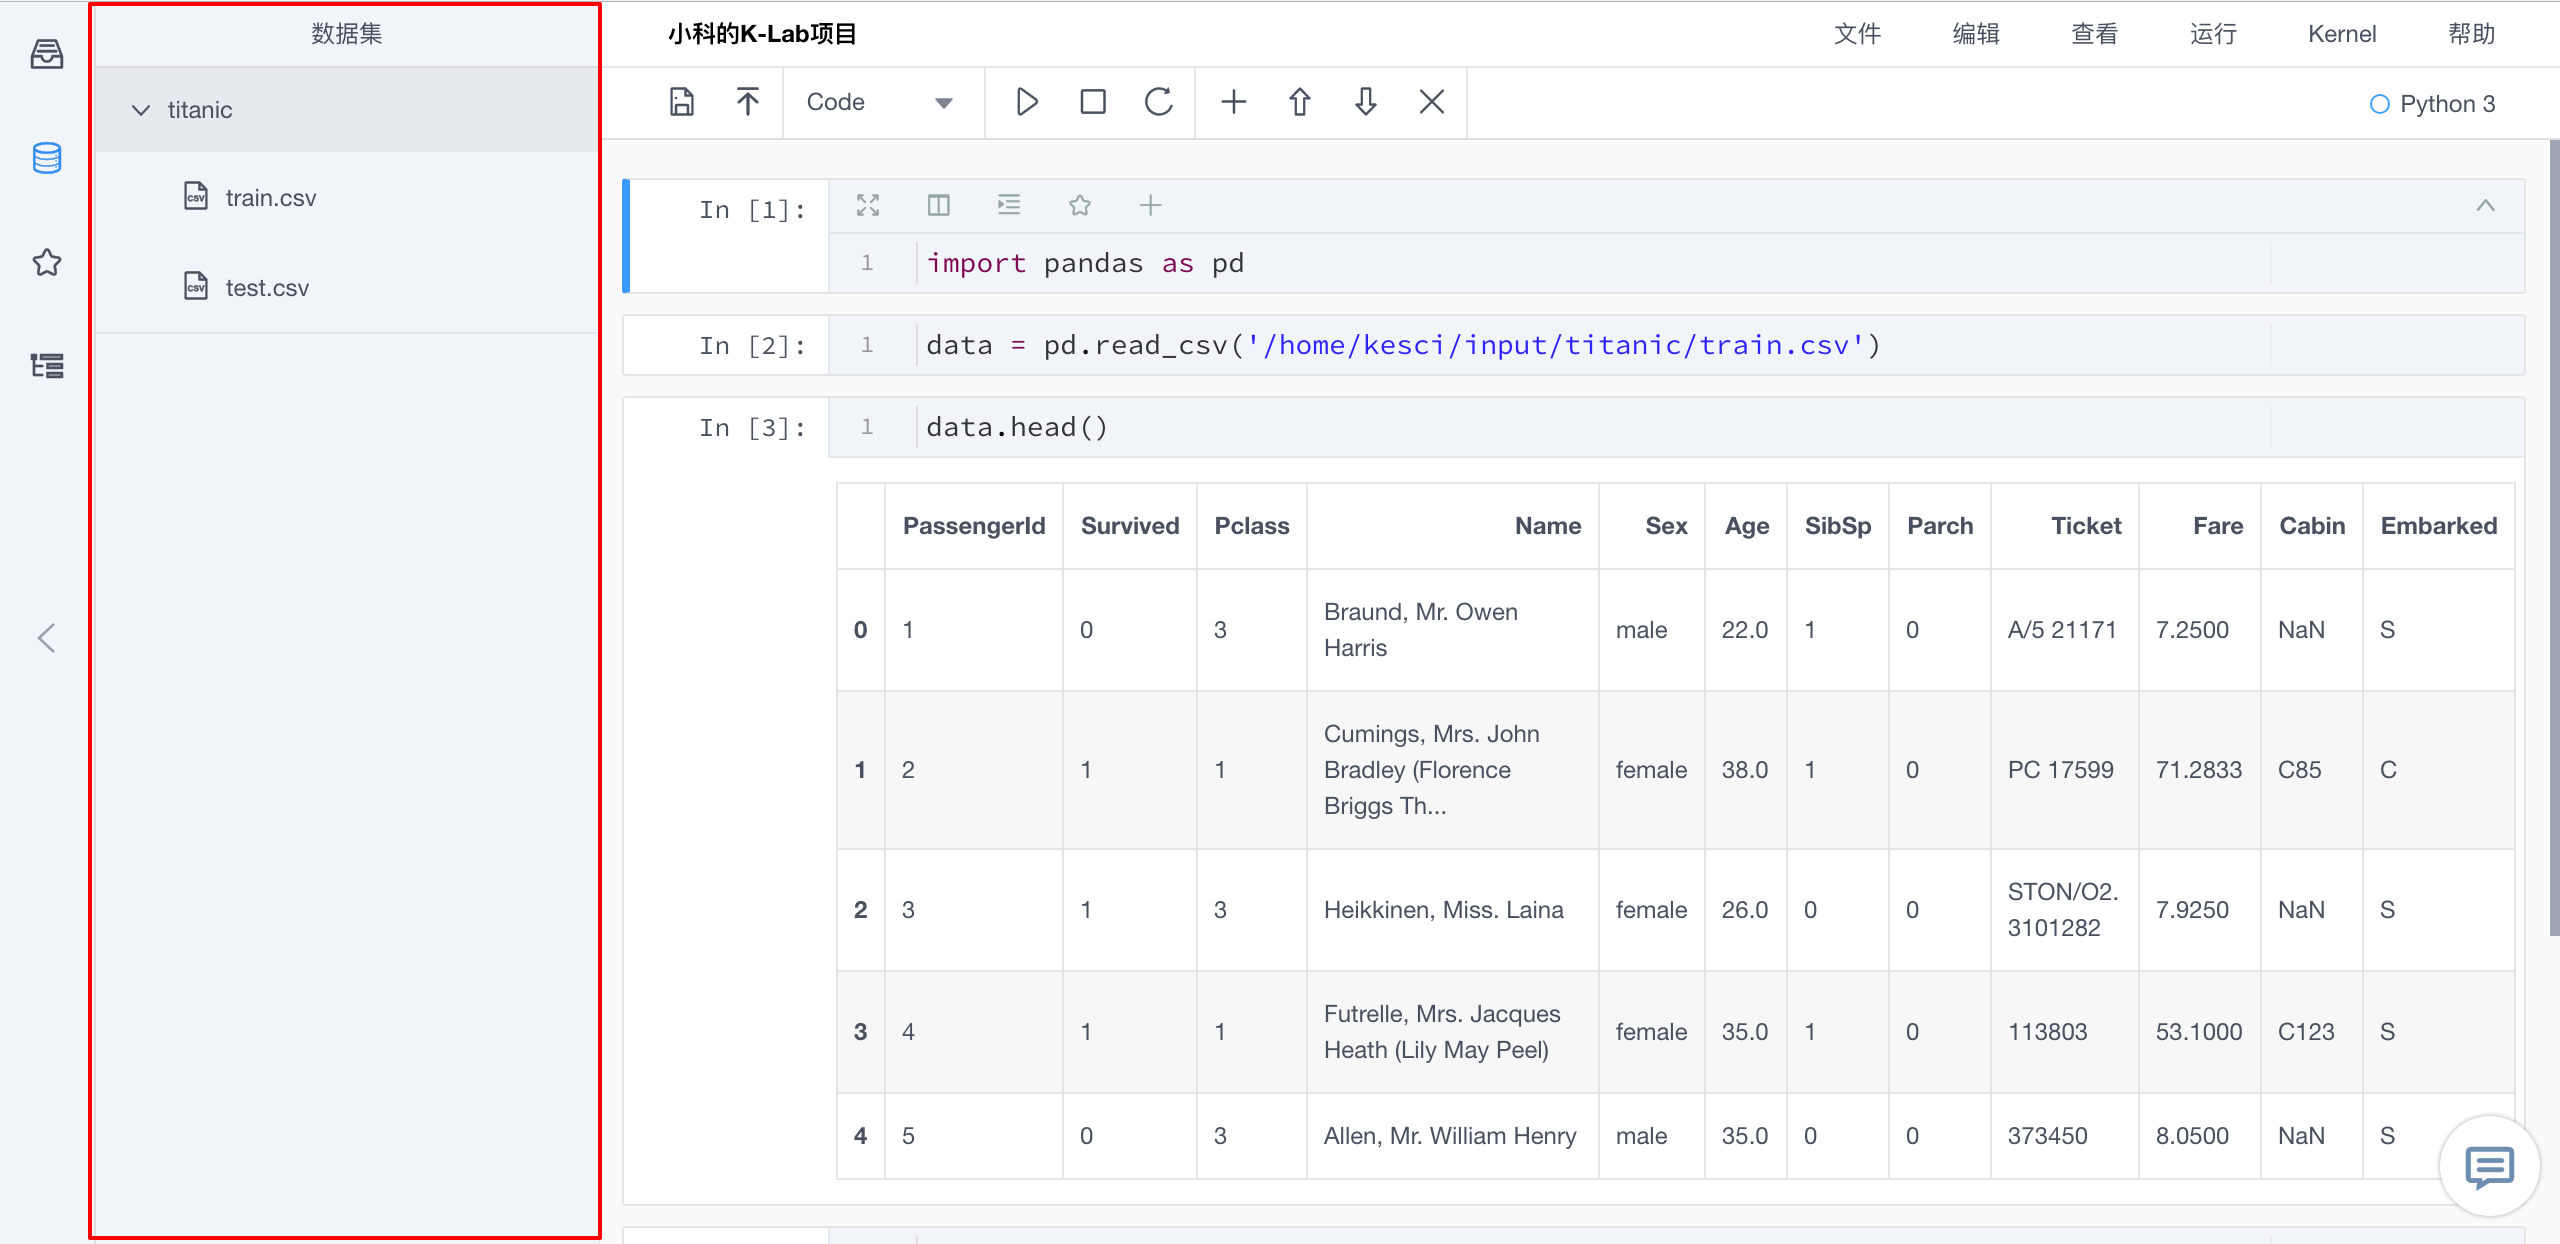 数据集
titanic
train.csv
test.csv
小科的K-Lab项目
文件 编辑 查看 运行 Kernel 帮助
Code
Python 3
In [1]:
1 import pandas as pd
In [2]: 1 data = pd.read_csv('/home/kesci/input/titanic/train.csv')
In [3]: 1 data.head()
PassengerId Survived Pclass Name Sex Age SibSp Parch Ticket Fare Cabin Embarked
0 1 0 3 Braund, Mr. Owen Harris male 22.0 1 0 A/5 21171 7.2500 NaN S
1 2 1 1 Cumings, Mrs. John Bradley (Florence Briggs Th... female 38.0 1 0 PC 17599 71.2833 C85 C
2 3 1 3 Heikkinen, Miss. Laina female 26.0 0 0 STON/O2. 3101282 7.9250 NaN S
3 4 1 1 Futrelle, Mrs. Jacques Heath (Lily May Peel) female 35.0 1 0 113803 53.1000 C123 S
4 5 0 3 Allen, Mr. William Henry male 35.0 0 0 373450 8.0500 NaN S